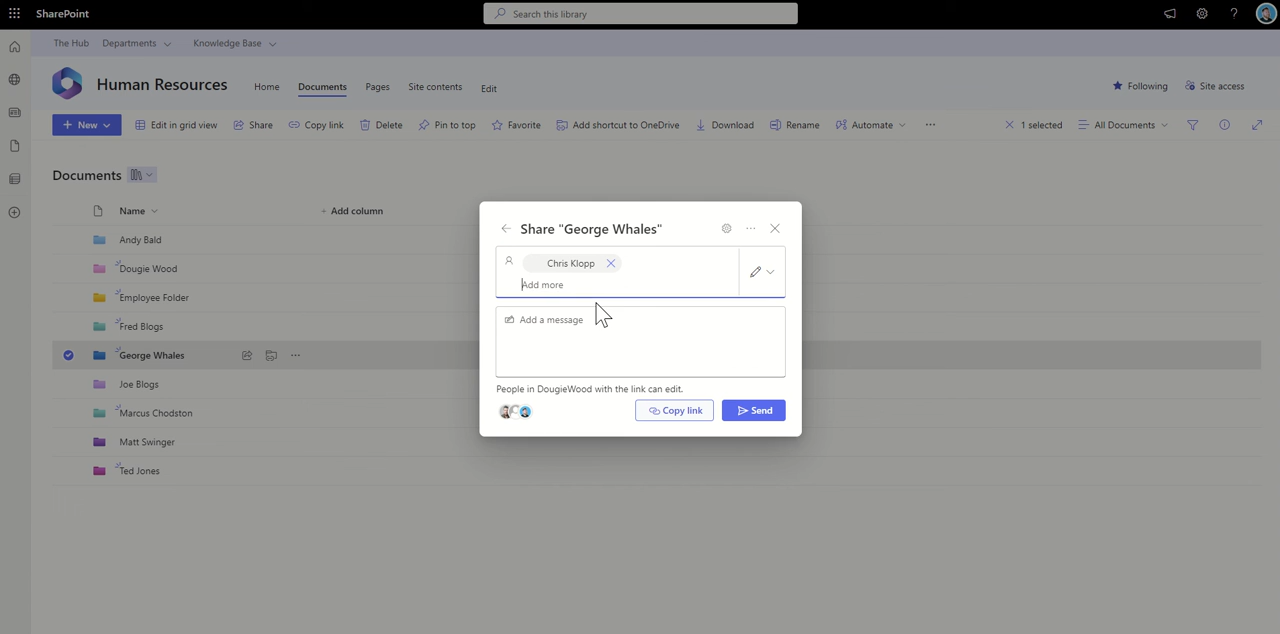 SharePoint
Search this library
The Hub Departments Knowledge Base
Human Resources Home Documents Pages Site contents Edit
Following Site access
New Edit in grid view Share Copy link Delete Pin to top Favorite Add shortcut to OneDrive Download Rename Automate ... 1 selected All Documents
Documents
Name + Add column
Andy Bald
Dougie Wood
Employee Folder
Fred Blogs
George Whales
Joe Blogs
Marcus Chodston
Matt Swinger
Ted Jones
Share "George Whales"
Chris Klopp
Add more
Add a message
People in DougieWood with the link can edit.
Copy link Send